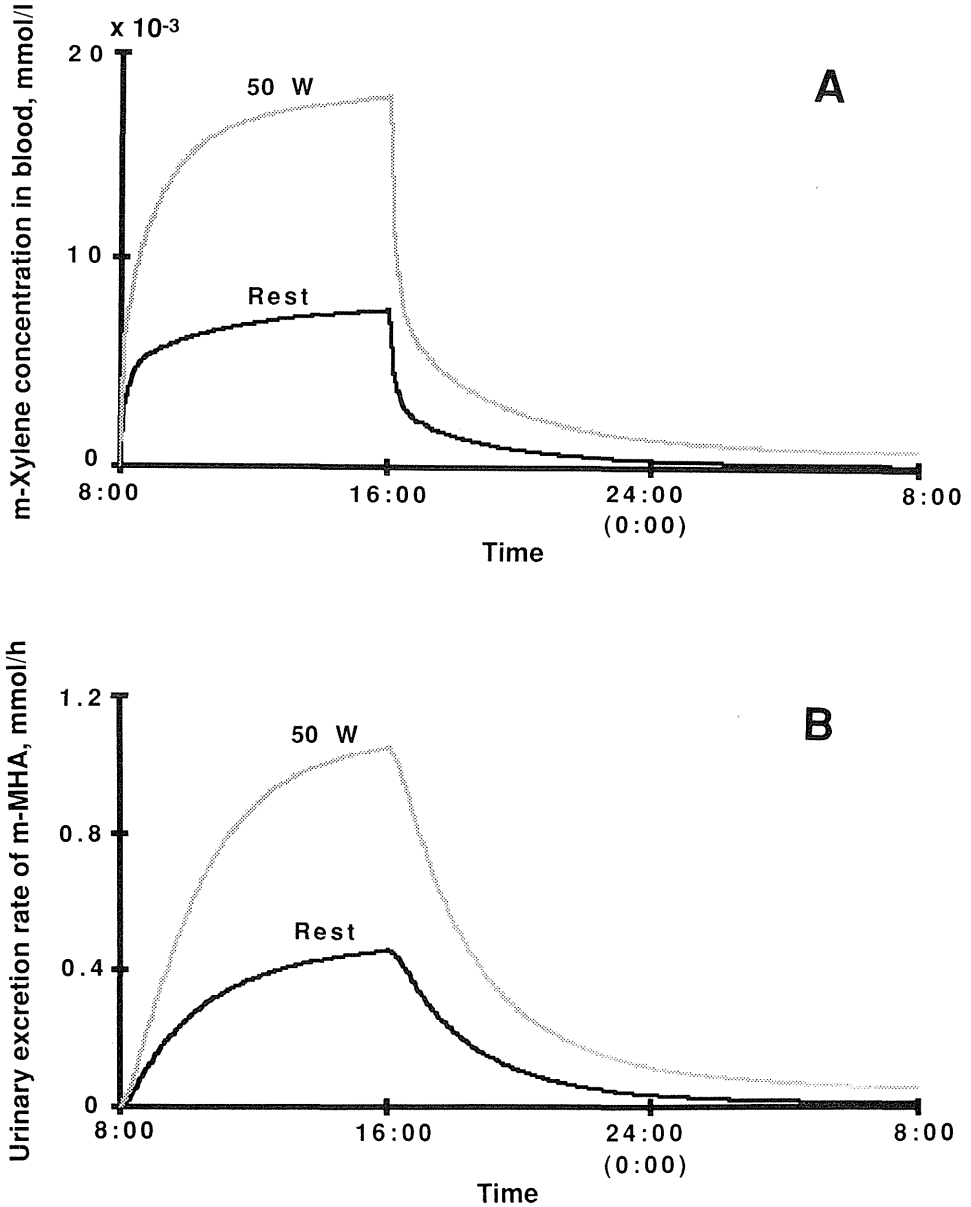 x 10-3
20
50 W
A
10
Rest
0
8:00
16:00
24:00
8:00
(0:00)
Time
m-Xylene concentration in blood, mmol/l
1.2
50 W
B
0.8
Rest
0.4
0
8:00
16:00
24:00
8:00
(0:00)
Time
Urinary excretion rate of m-MHA, mmol/h